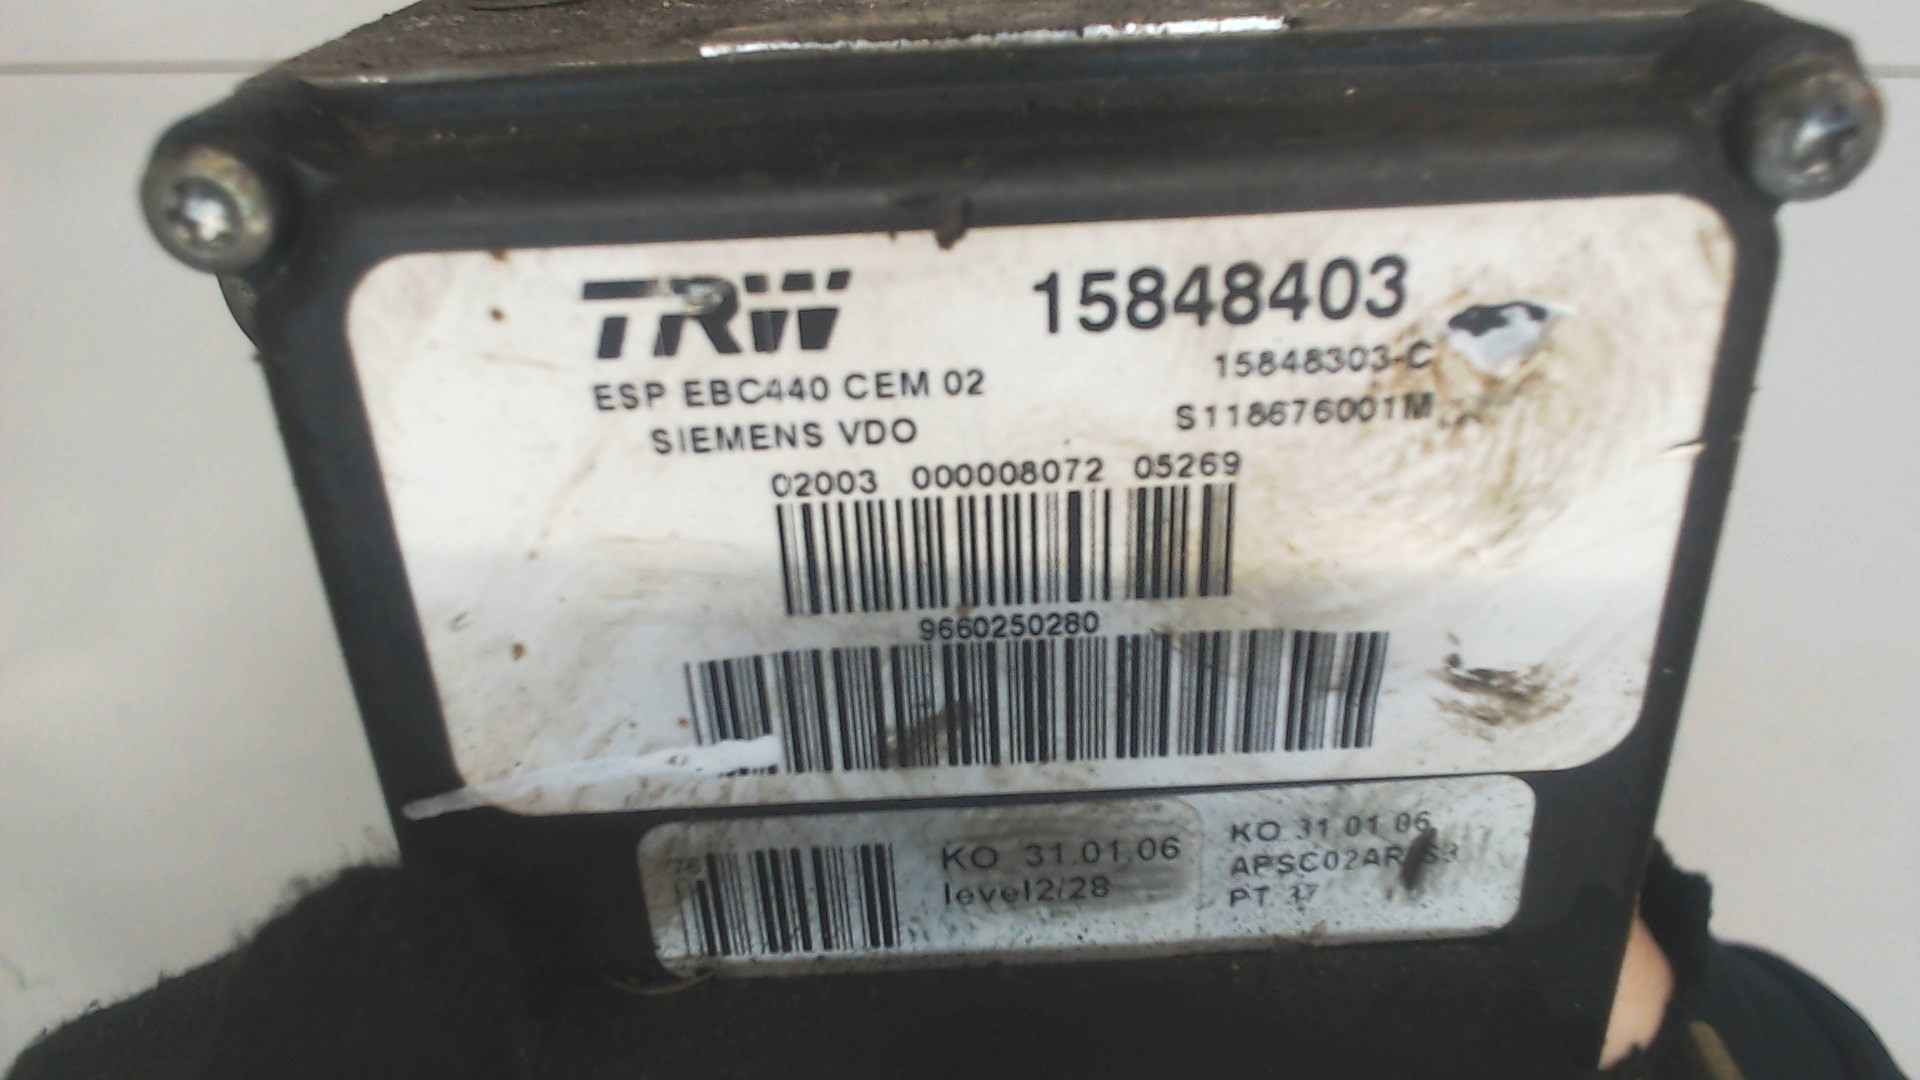 TRW
15848403
15848303-C
ESP EBC440 CEM 02
S118676001M
SIEMENS VDO
02003 000008072 05269
9660250280
KO 31.01.06
level2/28
KO 31 01 06
PT 37